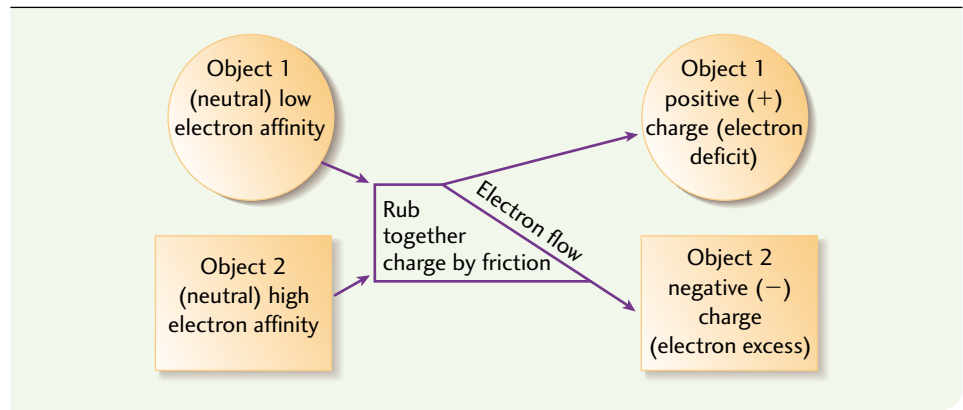 Object 1
(neutral) low
electron affinity
Object 2
(neutral) high
electron affinity
Rub
together
charge by friction
Electron flow
Object 1
positive (+)
charge (electron
deficit)
Object 2
negative (−)
charge
(electron excess)